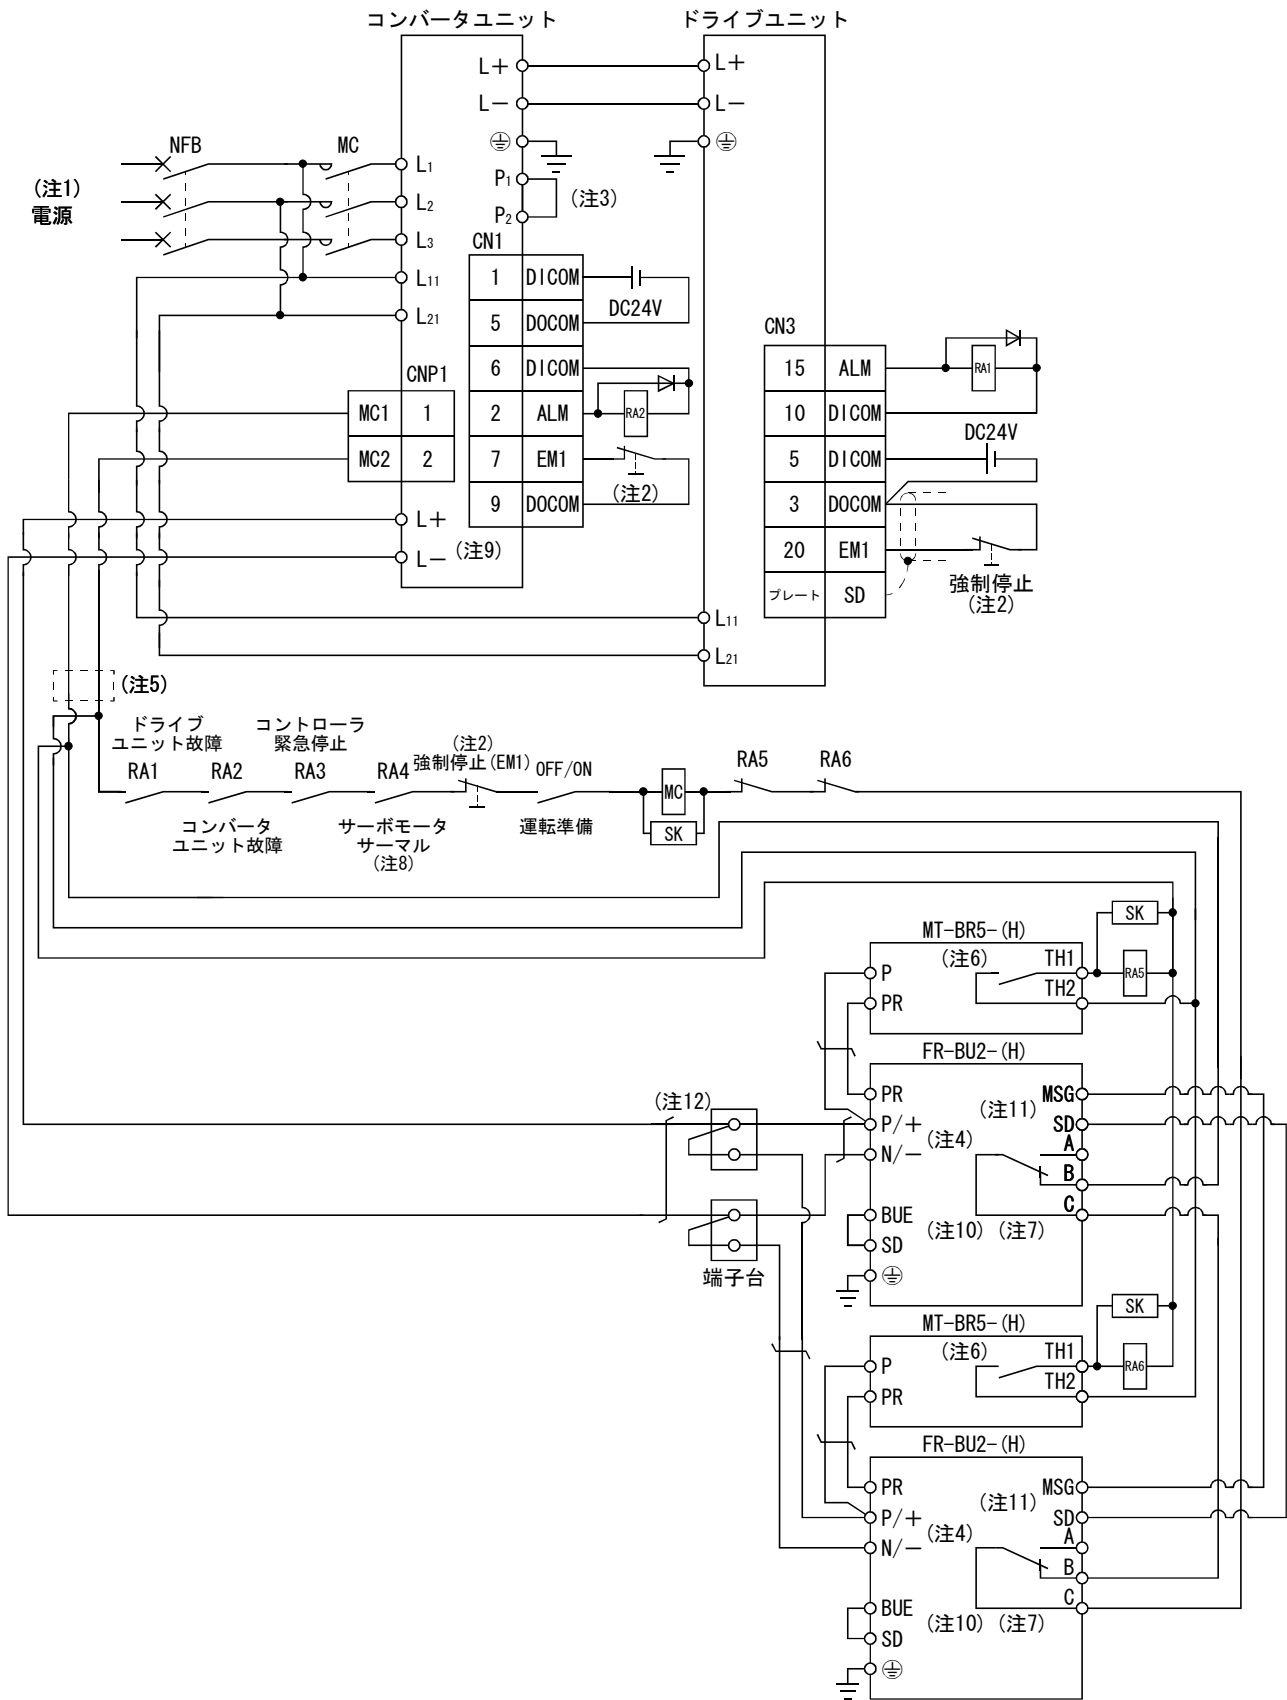 コンバータユニット
ドライブユニット
L+
L+
L-
L-
NFB
MC
L1
P1
(注3)
(注1)
電源
L2
P2
L3
CN1
L11
1 DICOM
DC24V
L21
5 DOCOM
CN3
6 DICOM
15 ALM
RA1
CNP1
MC1 1
2 ALM
RA2
10 DICOM
DC24V
MC2 2
7 EM1
(注2)
5 DICOM
9 DOCOM
3 DOCOM
L+
L-
(注9)
20 EM1
強制停止
(注2)
プレート SD
L11
L21
(注5)
ドライブ
ユニット故障
コントローラ
緊急停止
(注2)
強制停止(EM1)
OFF/ON
RA1
RA2
RA3
RA4
MC
SK
RA5
RA6
コンバータ
ユニット故障
サーボモータ
サーマル
(注8)
運転準備
SK
MT-BR5-(H)
(注6)
P
PR
TH1
TH2
RA5
FR-BU2-(H)
PR
MSG
(注11)
(注12)
P/+
(注4)
SD
A
N/-
B
C
BUE
(注10)
(注7)
SD
端子台
SK
MT-BR5-(H)
(注6)
P
PR
TH1
TH2
RA6
FR-BU2-(H)
PR
MSG
(注11)
P/+
(注4)
SD
A
N/-
B
C
BUE
(注10)
(注7)
SD